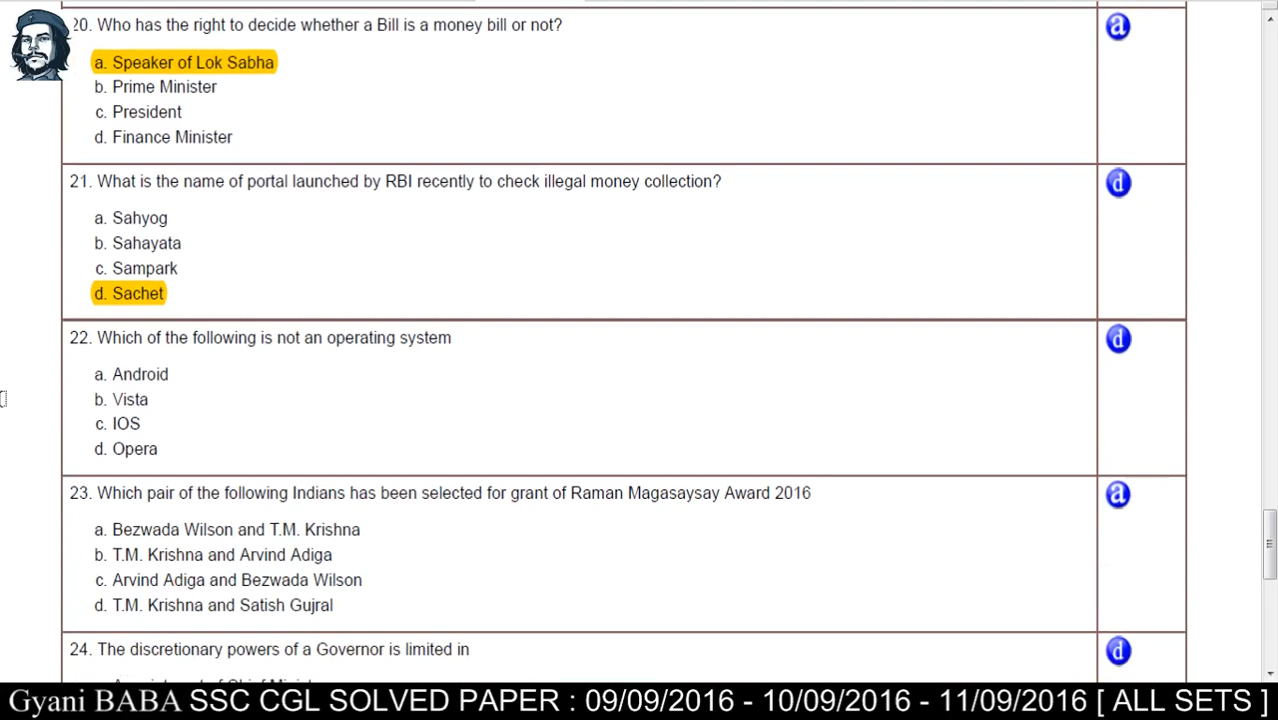 20. Who has the right to decide whether a Bill is a money bill or not?
a
a. Speaker of Lok Sabha
b. Prime Minister
c. President
d. Finance Minister
21. What is the name of portal launched by RBI recently to check illegal money collection?
d
a. Sahyog
b. Sahayata
c. Sampark
d. Sachet
22. Which of the following is not an operating system
d
a. Android
b. Vista
c. IOS
d. Opera
23. Which pair of the following Indians has been selected for grant of Raman Magasaysay Award 2016
a
a. Bezwada Wilson and T.M. Krishna
b. T.M. Krishna and Arvind Adiga
c. Arvind Adiga and Bezwada Wilson
d. T.M. Krishna and Satish Gujral
24. The discretionary powers of a Governor is limited in
d
Gyani BABA SSC CGL SOLVED PAPER : 09/09/2016 - 10/09/2016 - 11/09/2016 [ ALL SETS ]